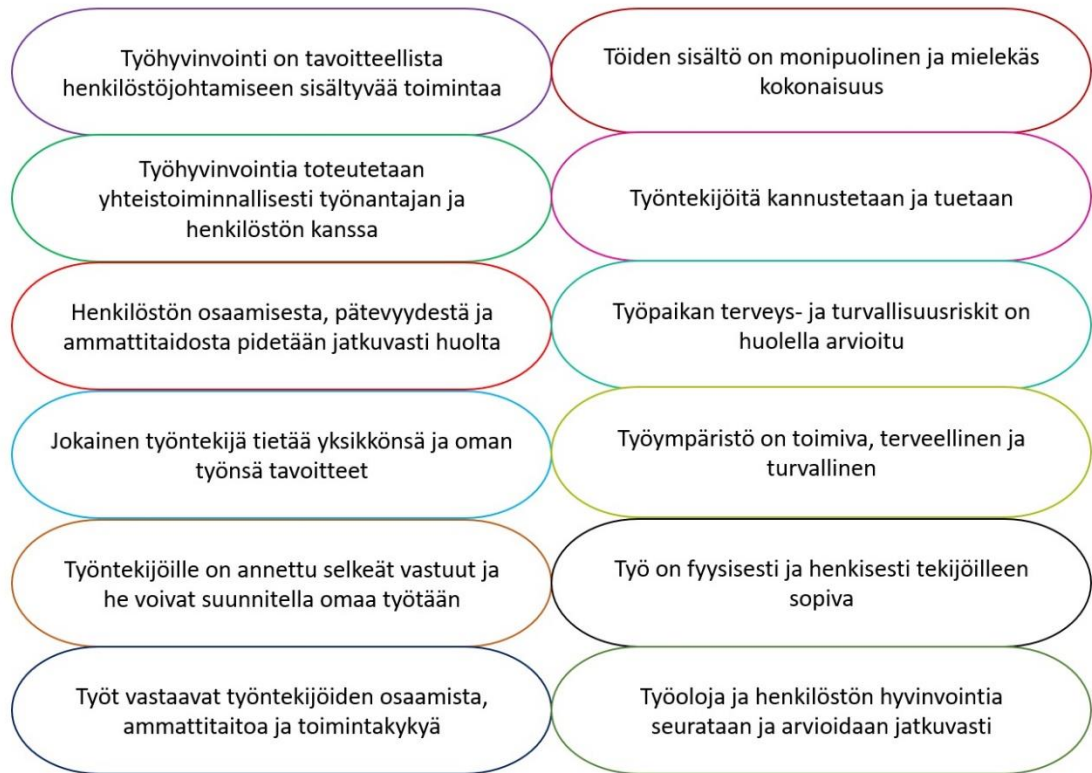 Työhyvinvointi on tavoitteellista
henkilöstöjohtamiseen sisältyvää toimintaa
Työhyvinvointia toteutetaan
yhteistoiminnallisesti työnantajan ja
henkilöstön kanssa
Henkilöstön osaamisesta, pätevyydestä ja
ammattitaidosta pidetään jatkuvasti huolta
Jokainen työntekijä tietää yksikkönsä ja oman
työnsä tavoitteet
Työntekijöille on annettu selkeät vastuut ja
he voivat suunnitella omaa työtään
Työt vastaavat työntekijöiden osaamista,
ammattitaitoa ja toimintakykyä
Töiden sisältö on monipuolinen ja mielekäs
kokonaisuus
Työntekijöitä kannustetaan ja tuetaan
Työpaikan terveys- ja turvallisuusriskit on
huolella arvioitu
Työympäristö on toimiva, terveellinen ja
turvallinen
Työ on fyysisesti ja henkisesti tekijöilleen
sopiva
Työoloja ja henkilöstön hyvinvointia
seurataan ja arvioidaan jatkuvasti